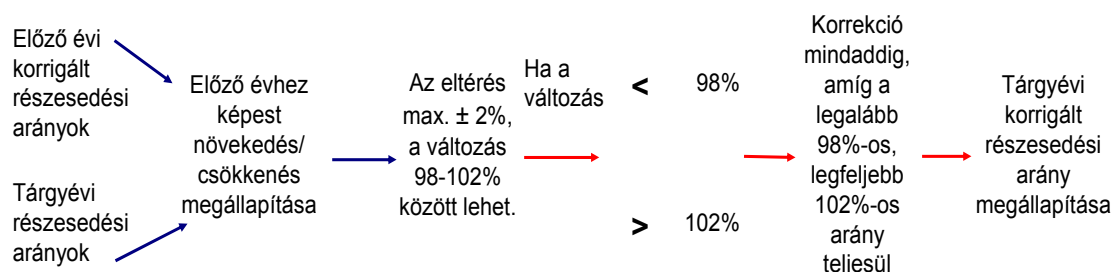 Előző évi
korrigált
részesedési
arányok
Tárgyévi
részesedési
arányok
Előző évhez
képest
növekedés/
csökkenés
megállapítása
Az eltérés
max. ± 2%,
a változás
98-102%
között lehet.
Ha a
változás
< 98%
> 102%
Korrekció
mindaddig,
amíg a
legalább
98%-os,
legfeljebb
102%-os
arány
teljesül
Tárgyévi
korrigált
részesedési
arány
megállapítása